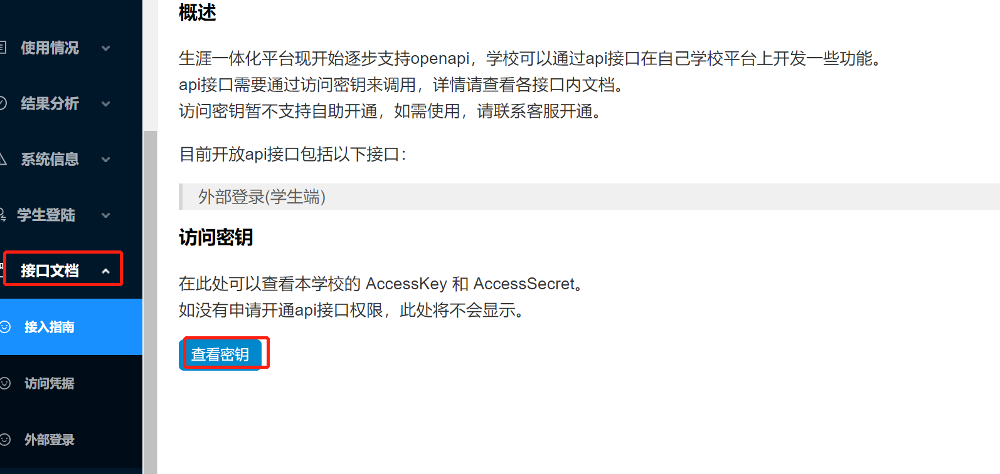 使用情况
结果分析
系统信息
学生登陆
接口文档
接入指南
访问凭据
外部登录
概述
生涯一体化平台现开始逐步支持openapi，学校可以通过api接口在自己学校平台上开发一些功能。
api接口需要通过访问密钥来调用，详情请查看各接口内文档。
访问密钥暂不支持自助开通，如需使用，请联系客服开通。
目前开放api接口包括以下接口：
外部登录(学生端)
访问密钥
在此处可以查看本学校的 AccessKey 和 AccessSecret。
如没有申请开通api接口权限，此处将不会显示。
查看密钥